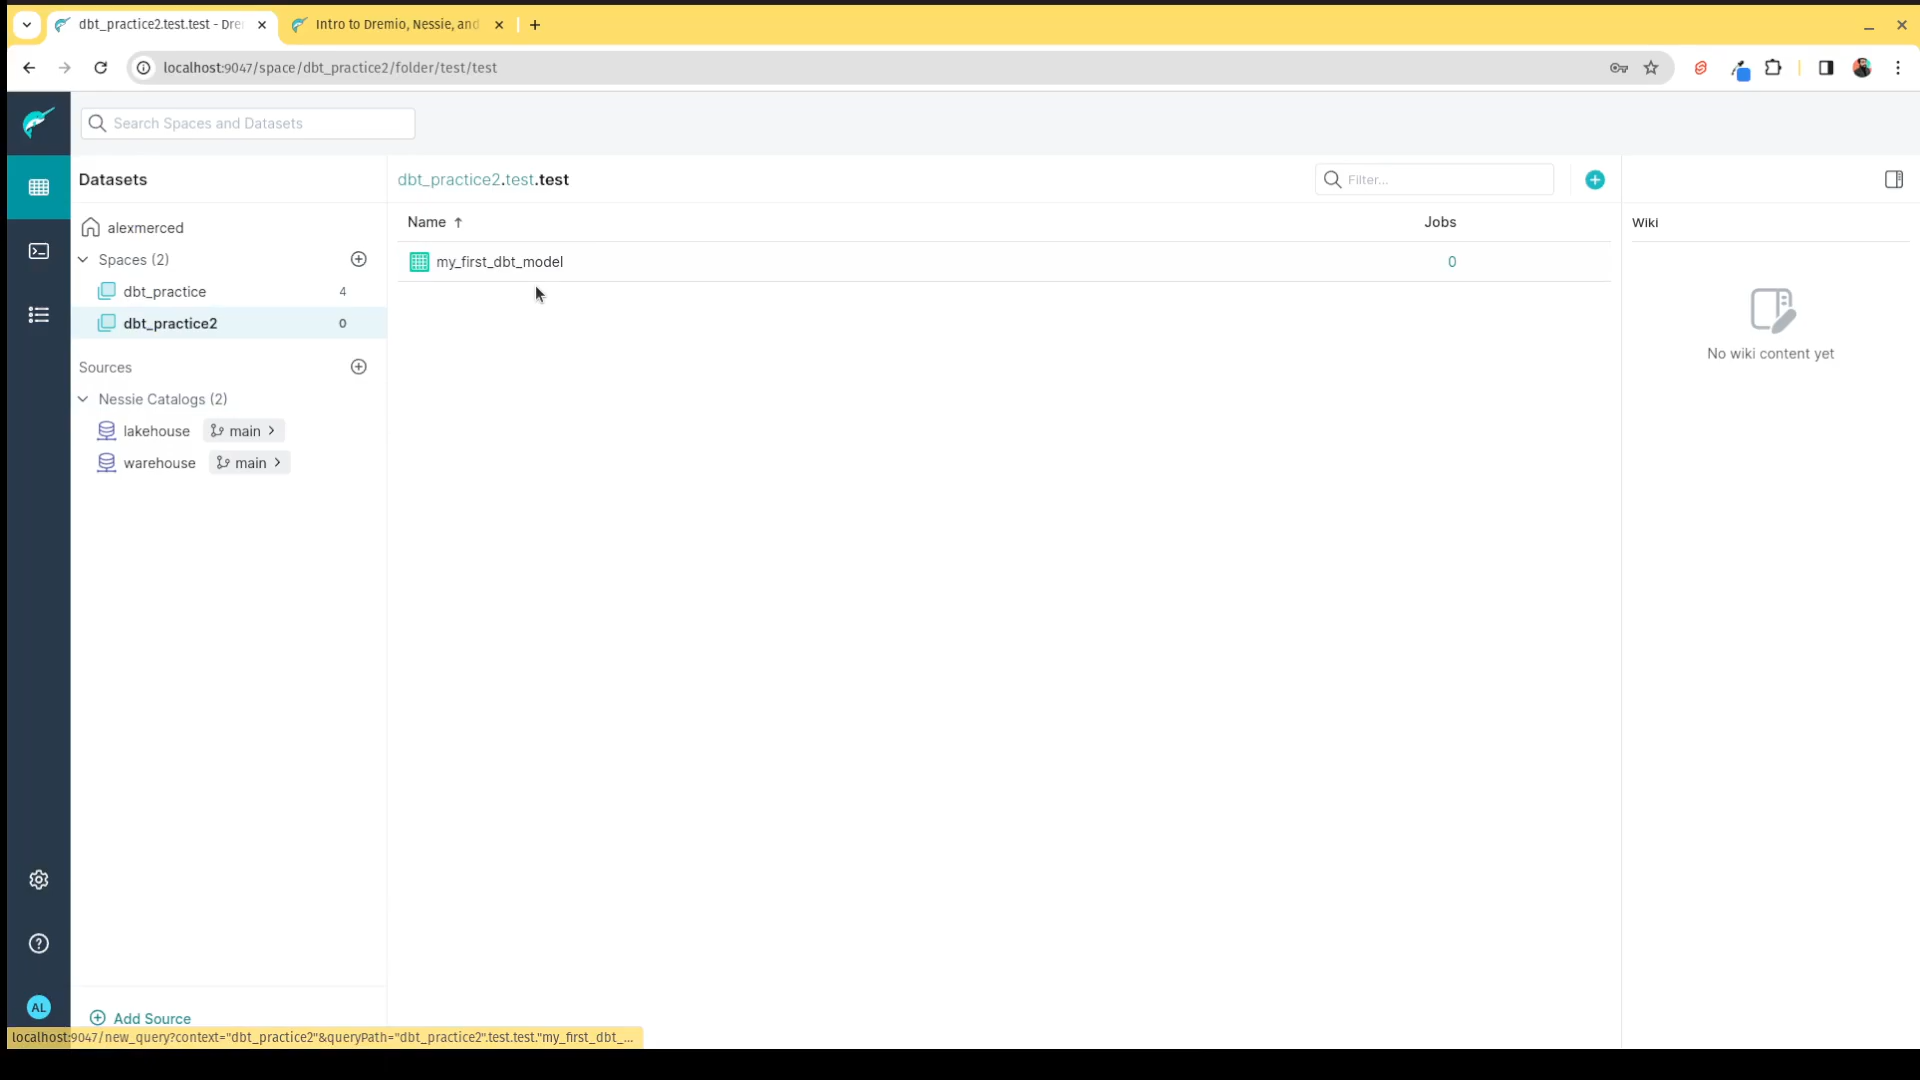 dbt_practice2.test.test - Dre
Intro to Dremio, Nessie, and
localhost:9047/space/dbt_practice2/folder/test/test
Search Spaces and Datasets
Datasets
dbt_practice2.test.test
Filter...
Name ↑
Jobs
Wiki
alexmerced
Spaces (2)
my_first_dbt_model
0
dbt_practice
4
dbt_practice2
0
No wiki content yet
Sources
Nessie Catalogs (2)
lakehouse
main
warehouse
main
AL
Add Source
localhost:9047/new_query?context="dbt_practice2"&queryPath="dbt_practice2".test.test."my_first_dbt_...